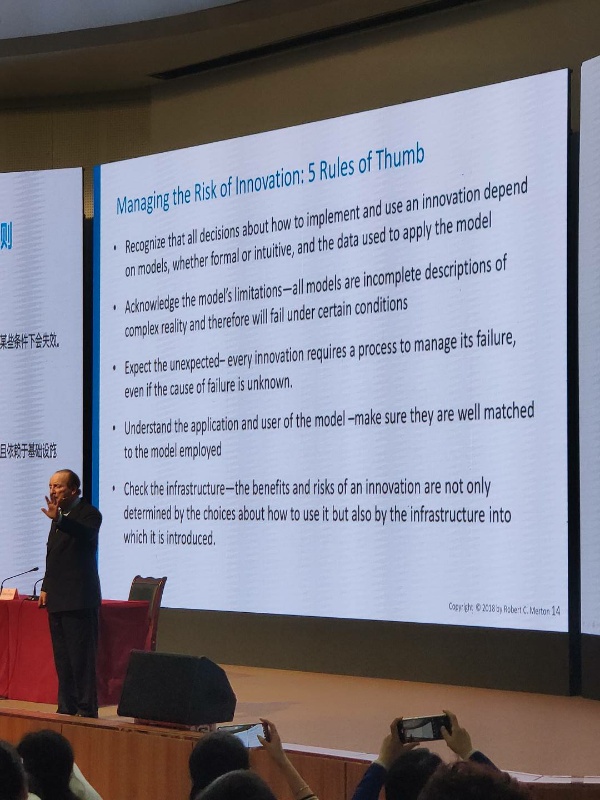 则
某些条件下会失效。
且依赖于基础设施
Managing the Risk of Innovation: 5 Rules of Thumb
• Recognize that all decisions about how to implement and use an innovation depend
on models, whether formal or intuitive, and the data used to apply the model
• Acknowledge the model's limitations—all models are incomplete descriptions of
complex reality and therefore will fail under certain conditions
• Expect the unexpected– every innovation requires a process to manage its failure,
even if the cause of failure is unknown.
• Understand the application and user of the model –make sure they are well matched
to the model employed
• Check the infrastructure—the benefits and risks of an innovation are not only
determined by the choices about how to use it but also by the infrastructure into
which it is introduced.
Copyright © 2018 by Robert C. Merton 14